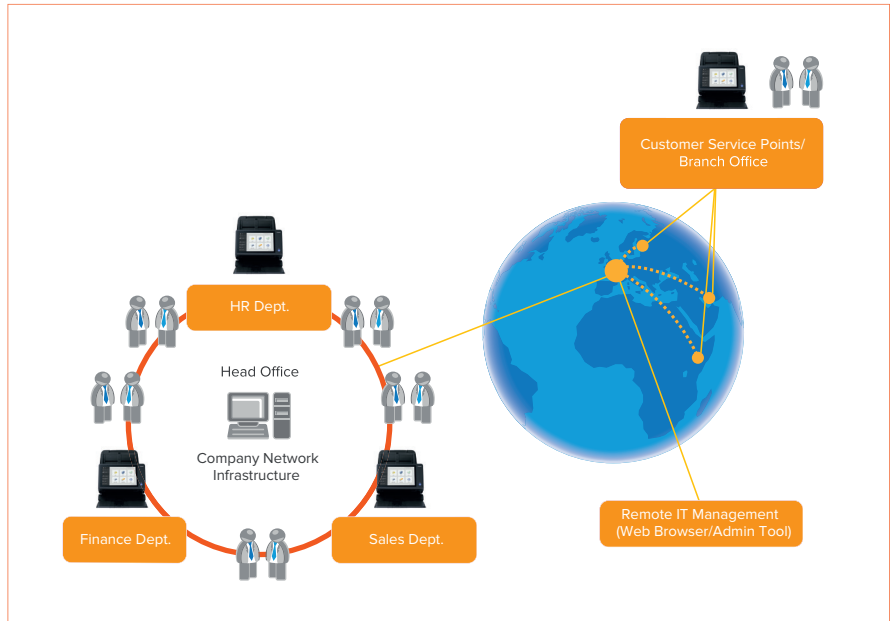 Customer Service Points/
Branch Office
HR Dept.
Head Office
Company Network
Infrastructure
Finance Dept.
Sales Dept.
Remote IT Management
(Web Browser/Admin Tool)